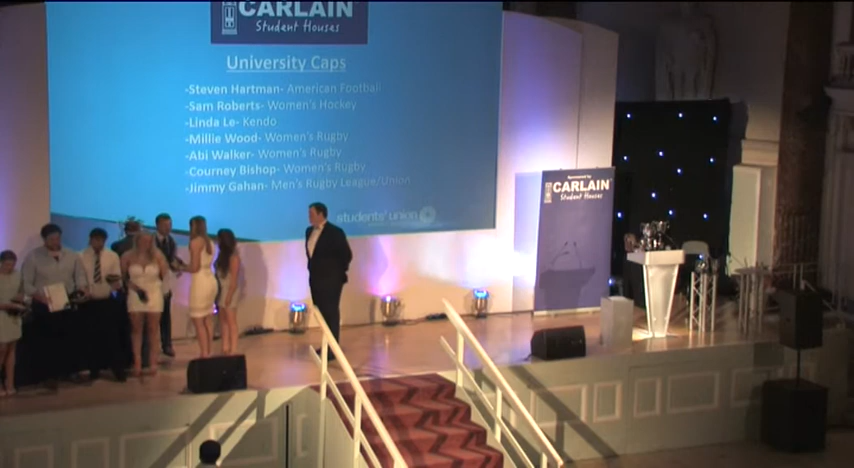 CARLAIN
Student Houses
University Caps
-Steven Hartman- American Football
-Sam Roberts- Women's Hockey
-Linda Le- Kendo
-Millie Wood- Women's Rugby
-Abi Walker- Women's Rugby
-Courney Bishop- Women's Rugby
-Jimmy Gahan- Men's Rugby League/Union
students' union
Sponsored by
CARLAIN
Student Houses